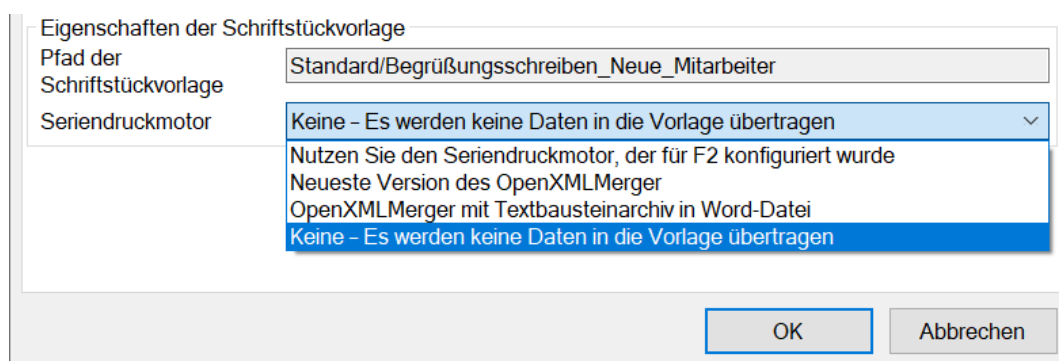 Eigenschaften der Schriftstückvorlage
Pfad der
Schriftstückvorlage
Standard/Begrüßungsschreiben_Neue_Mitarbeiter
Seriendruckmotor
Keine – Es werden keine Daten in die Vorlage übertragen
Nutzen Sie den Seriendruckmotor, der für F2 konfiguriert wurde
Neueste Version des OpenXMLMerger
OpenXMLMerger mit Textbausteinarchiv in Word-Datei
Keine – Es werden keine Daten in die Vorlage übertragen
OK
Abbrechen